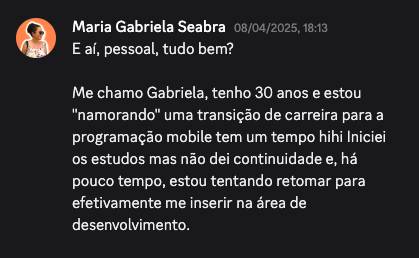 Maria Gabriela Seabra 08/04/2025, 18:13
E aí, pessoal, tudo bem?
Me chamo Gabriela, tenho 30 anos e estou
"namorando" uma transição de carreira para a
programação mobile tem um tempo hihi Iniciei
os estudos mas não dei continuidade e, há
pouco tempo, estou tentando retomar para
efetivamente me inserir na área de
desenvolvimento.